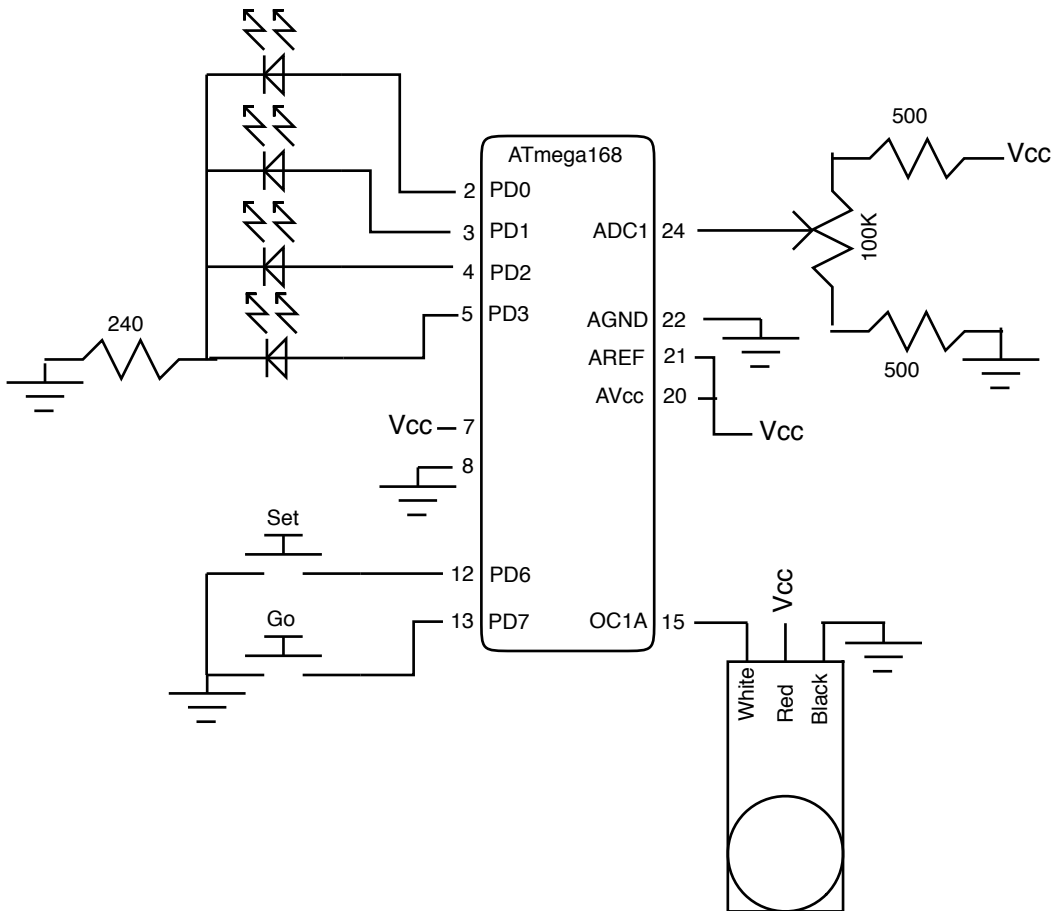 500
ATmega168
Vcc
2 PD0
3 PD1
ADC1 24
100K
4 PD2
5 PD3
AGND 22
240
AREF 21
500
AVcc 20
Vcc 7
Vcc
8
Set
12 PD6
Vcc
Go
13 PD7
OC1A 15
White
Red
Black